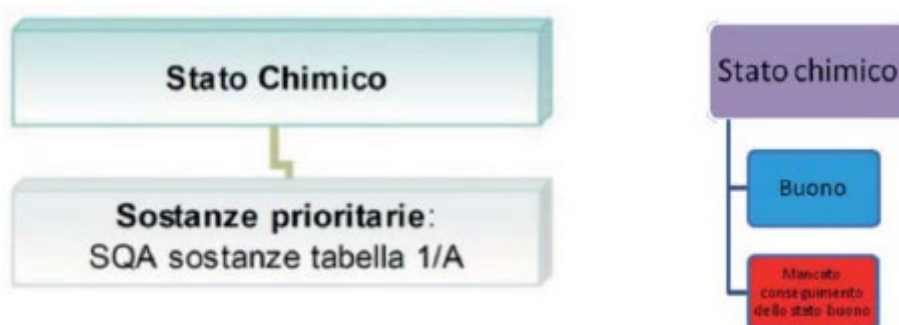 Stato Chimico
Sostanze prioritarie:
SQA sostanze tabella 1/A
Stato chimico
Buono
Mancato
conseguimento
dello stato buono